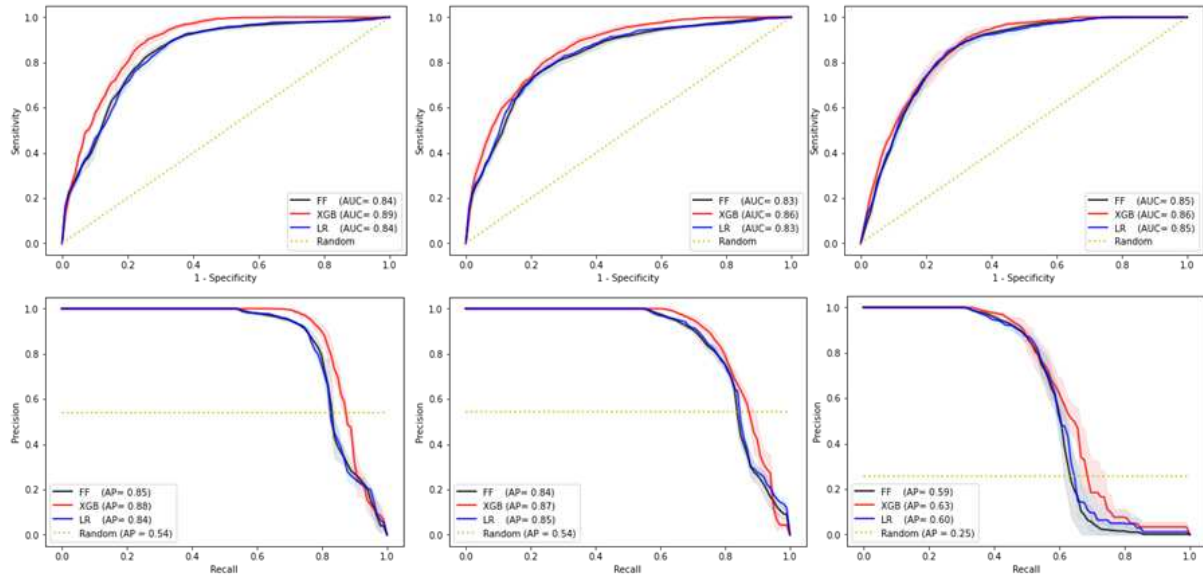 1.0
0.8
0.6
0.4
0.2
0.0
Sensitivity
FF (AUC= 0.84)
XGB (AUC= 0.89)
LR (AUC= 0.84)
Random
0.0 0.2 0.4 0.6 0.8 1.0
1 - Specificity
1.0
0.8
0.6
0.4
0.2
0.0
Sensitivity
FF (AUC= 0.83)
XGB (AUC= 0.86)
LR (AUC= 0.83)
Random
0.0 0.2 0.4 0.6 0.8 1.0
1 - Specificity
1.0
0.8
0.6
0.4
0.2
0.0
Sensitivity
FF (AUC= 0.85)
XGB (AUC= 0.86)
LR (AUC= 0.85)
Random
0.0 0.2 0.4 0.6 0.8 1.0
1 - Specificity
1.0
0.8
0.6
0.4
0.2
0.0
Precision
FF (AP= 0.85)
XGB (AP= 0.88)
LR (AP= 0.84)
Random (AP = 0.54)
0.0 0.2 0.4 0.6 0.8 1.0
Recall
1.0
0.8
0.6
0.4
0.2
0.0
Precision
FF (AP= 0.84)
XGB (AP= 0.87)
LR (AP= 0.85)
Random (AP = 0.54)
0.0 0.2 0.4 0.6 0.8 1.0
Recall
1.0
0.8
0.6
0.4
0.2
0.0
Precision
FF (AP= 0.59)
XGB (AP= 0.63)
LR (AP= 0.60)
Random (AP = 0.25)
0.0 0.2 0.4 0.6 0.8 1.0
Recall